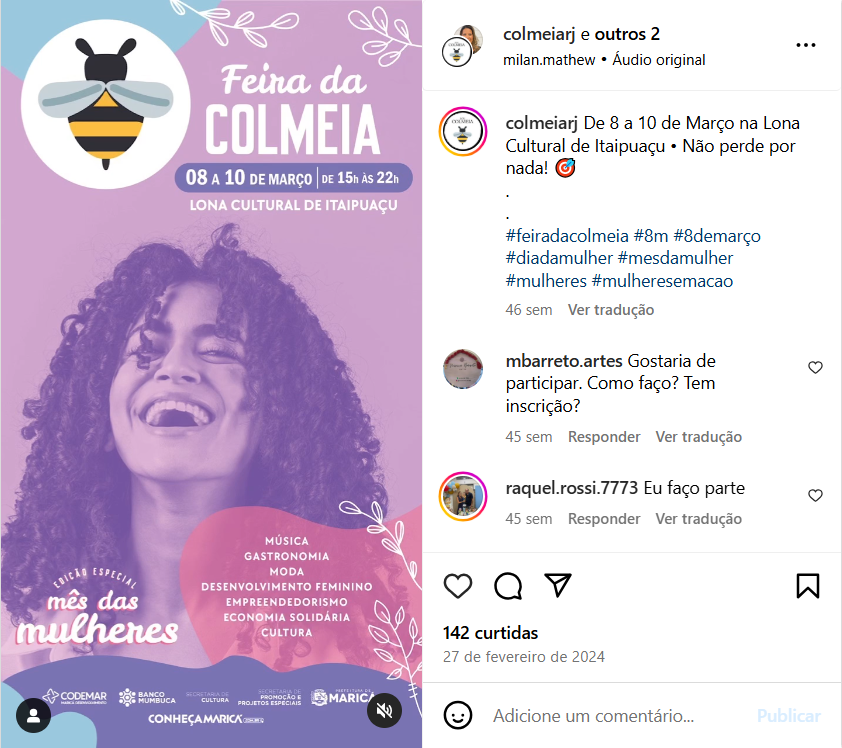 Feira da
COLMEIA
08 A 10 DE MARÇO | DE 15h ÀS 22h
LONA CULTURAL DE ITAIPUAÇU
MÚSICA
GASTRONOMIA
MODA
DESENVOLVIMENTO FEMININO
EMPREENDEDORISMO
ECONOMIA SOLIDÁRIA
CULTURA
EDIÇÃO ESPECIAL
mês das
mulheres
CODEMAR
BANCO
MUMBUCA
SECRETARIA DE
CULTURA
SECRETARIA DE
PROMOÇÃO E
PROJETOS ESPECIAIS
PREFEITURA DE
MARICÁ
CONHEÇAMARICÁ
colmeiarj e outros 2
milan.mathew • Áudio original
colmeiarj De 8 a 10 de Março na Lona
Cultural de Itaipuaçu • Não perde por
nada! 🎯
.
.
#feiradacolmeia #8m #8demarço
#diadamulher #mesdamulher
#mulheres #mulheresemacao
46 sem Ver tradução
mbarreto.artes Gostaria de
participar. Como faço? Tem
inscrição?
45 sem Responder Ver tradução
raquel.rossi.7773 Eu faço parte
45 sem Responder Ver tradução
142 curtidas
27 de fevereiro de 2024
Adicione um comentário... Publicar